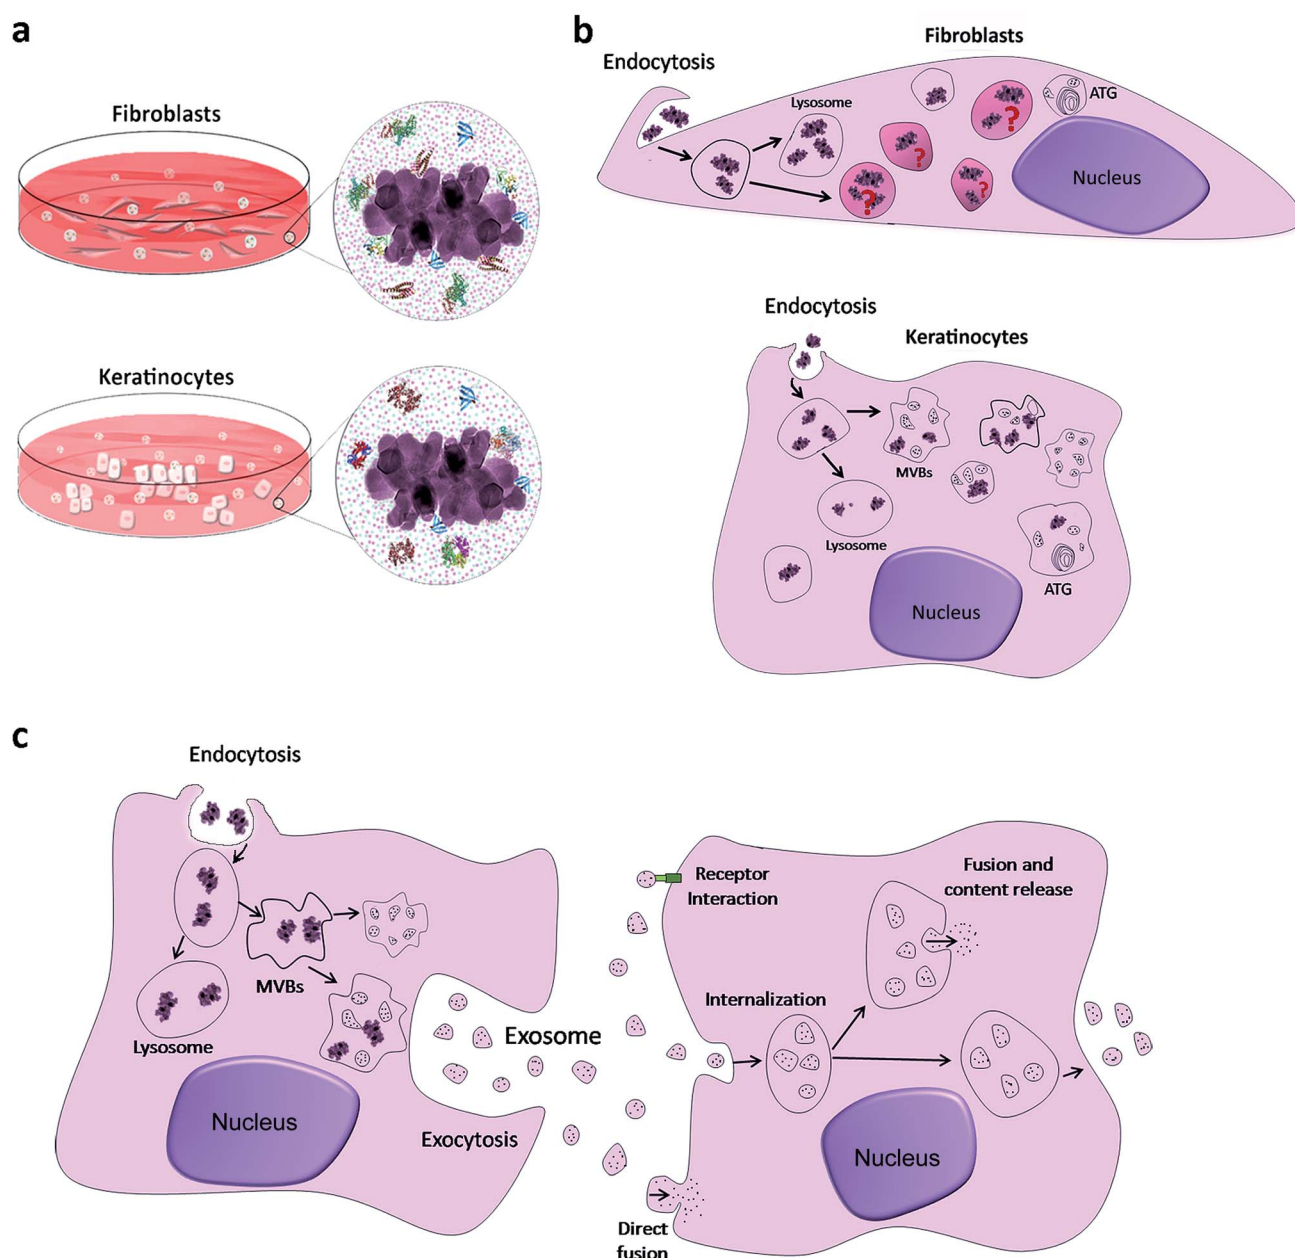 a
Fibroblasts
Keratinocytes
b
Fibroblasts
Endocytosis
Lysosome
ATG
?
?
?
?
Nucleus
Endocytosis
Keratinocytes
MVBs
Lysosome
ATG
Nucleus
c
Endocytosis
MVBs
Lysosome
Nucleus
Exocytosis
Exosome
Receptor
Interaction
Fusion and
content release
Internalization
Nucleus
Direct
fusion